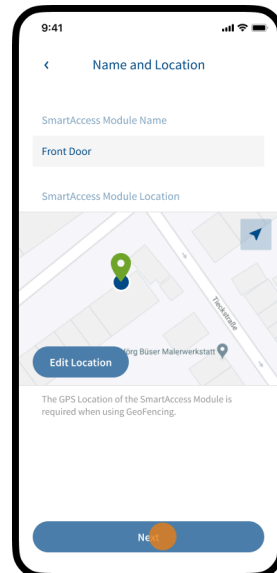 9:41
Name and Location
SmartAccess Module Name
Front Door
SmartAccess Module Location
Tieckstraße
Jörg Büser Malerwerkstatt
Edit Location
The GPS Location of the SmartAccess Module is
required when using GeoFencing.
Next